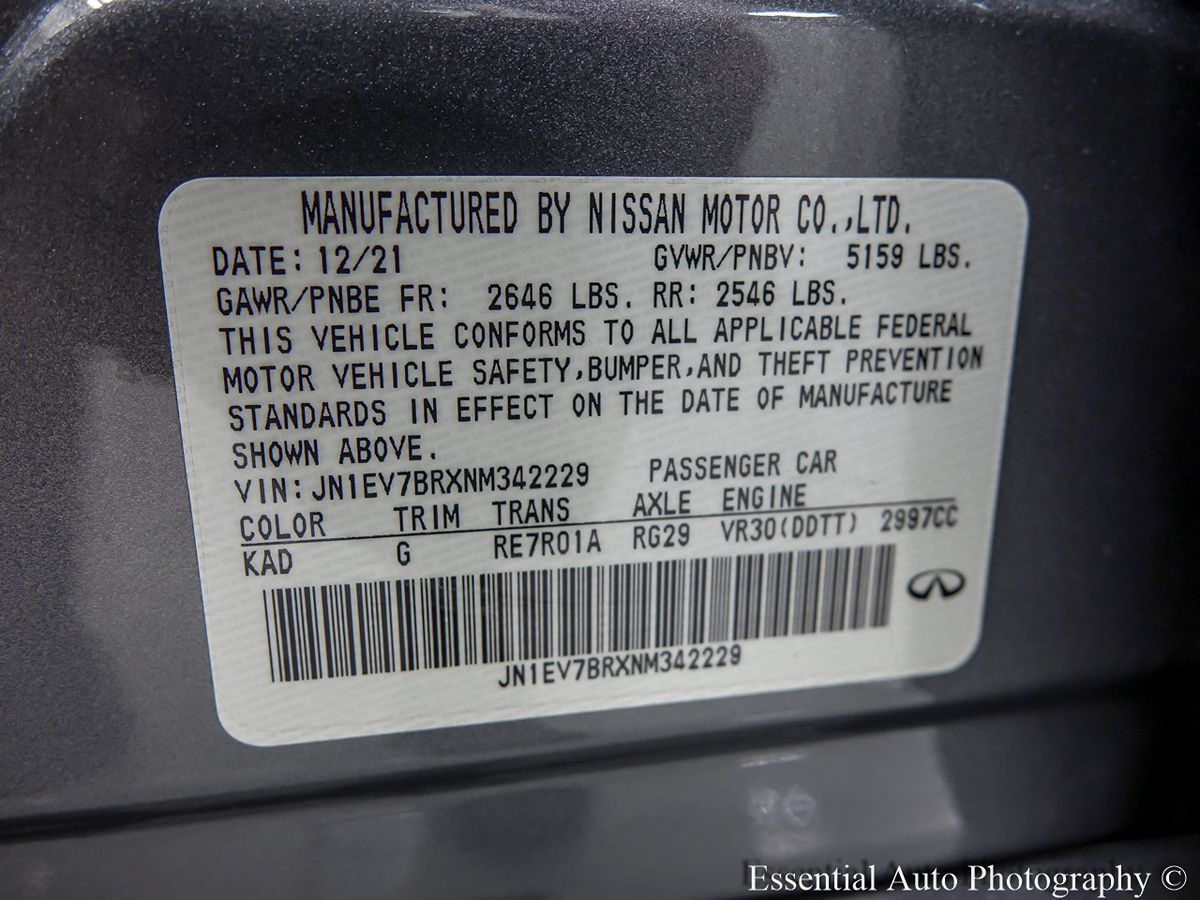 MANUFACTURED BY NISSAN MOTOR CO.,LTD.
DATE: 12/21 GVWR/PNBV: 5159 LBS.
GAWR/PNBE FR: 2646 LBS. RR: 2546 LBS.
THIS VEHICLE CONFORMS TO ALL APPLICABLE FEDERAL
MOTOR VEHICLE SAFETY,BUMPER,AND THEFT PREVENTION
STANDARDS IN EFFECT ON THE DATE OF MANUFACTURE
SHOWN ABOVE.
VIN:JN1EV7BRXNM342229 PASSENGER CAR
COLOR TRIM TRANS AXLE ENGINE
KAD G RE7R01A RG29 VR30(DDTT) 2997CC
JN1EV7BRXNM342229
Essential Auto Photography ©